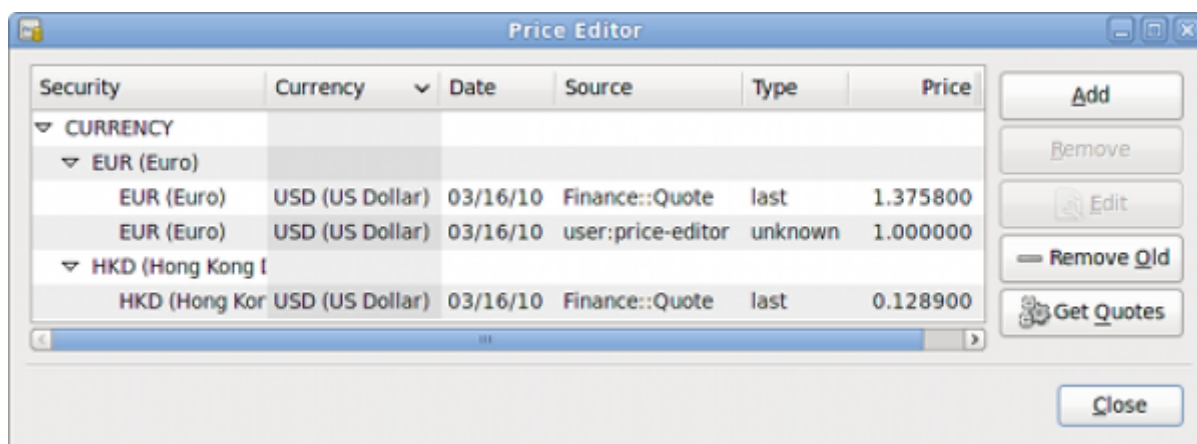 Price Editor
Security Currency Date Source Type Price
CURRENCY
EUR (Euro)
EUR (Euro) USD (US Dollar) 03/16/10 Finance::Quote last 1.375800
EUR (Euro) USD (US Dollar) 03/16/10 user:price-editor unknown 1.000000
HKD (Hong Kong
HKD (Hong Kor USD (US Dollar) 03/16/10 Finance::Quote last 0.128900
Add
Remove
Edit
Remove Old
Get Quotes
Close